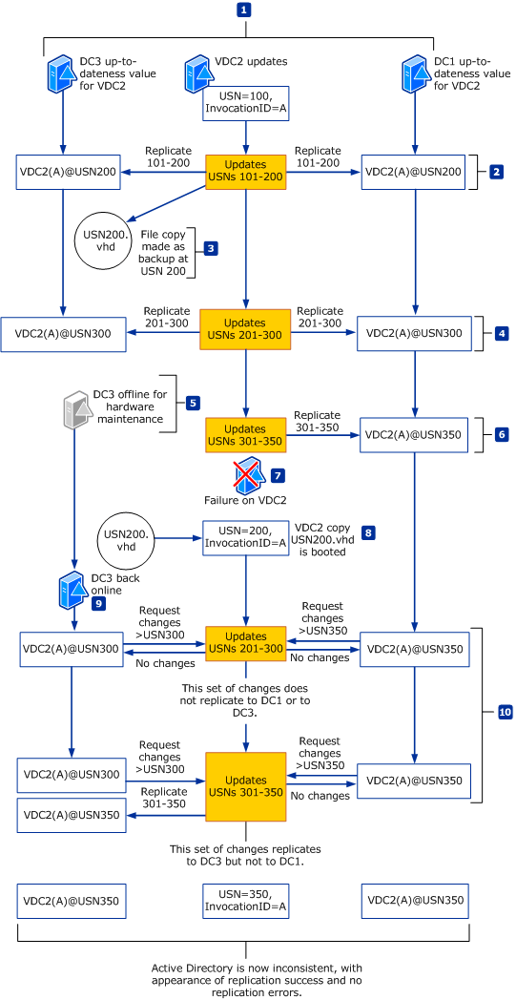 1
DC3 up-to-
dateness value
for VDC2
VDC2 updates
DC1 up-to-
dateness value
for VDC2
USN=100,
InvocationID=A
VDC2(A)@USN200
Replicate
101-200
Updates
USNs 101-200
Replicate
101-200
VDC2(A)@USN200
2
USN200.
vhd
File copy
made as
backup at
USN 200
3
VDC2(A)@USN300
Replicate
201-300
Updates
USNs 201-300
Replicate
201-300
VDC2(A)@USN300
4
DC3 offline for
hardware
maintenance
5
Updates
USNs 301-350
Replicate
301-350
VDC2(A)@USN350
6
7
Failure on VDC2
USN200.
vhd
USN=200,
InvocationID=A
VDC2 copy
USN200.vhd
is booted
8
DC3 back
online
9
VDC2(A)@USN300
Request
changes
>USN300
No changes
Updates
USNs 201-300
Request
changes
>USN350
No changes
VDC2(A)@USN350
This set of changes does
not replicate to DC1 or to
DC3.
10
VDC2(A)@USN300
Request
changes
>USN300
Replicate
301-350
VDC2(A)@USN350
Updates
USNs 301-350
Request
changes
>USN350
No changes
VDC2(A)@USN350
This set of changes replicates
to DC3 but not to DC1.
VDC2(A)@USN350
USN=350,
InvocationID=A
VDC2(A)@USN350
Active Directory is now inconsistent, with
appearance of replication success and no
replication errors.